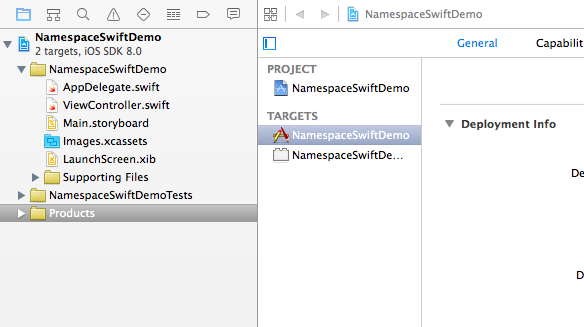 NamespaceSwiftDemo
2 targets, iOS SDK 8.0
NamespaceSwiftDemo
AppDelegate.swift
ViewController.swift
Main.storyboard
Images.xcassets
LaunchScreen.xib
Supporting Files
NamespaceSwiftDemoTests
Products
NamespaceSwiftDemo
General Capabilit
PROJECT
NamespaceSwiftDemo
TARGETS
NamespaceSwiftDemo
NamespaceSwiftDe...
Deployment Info
De
D